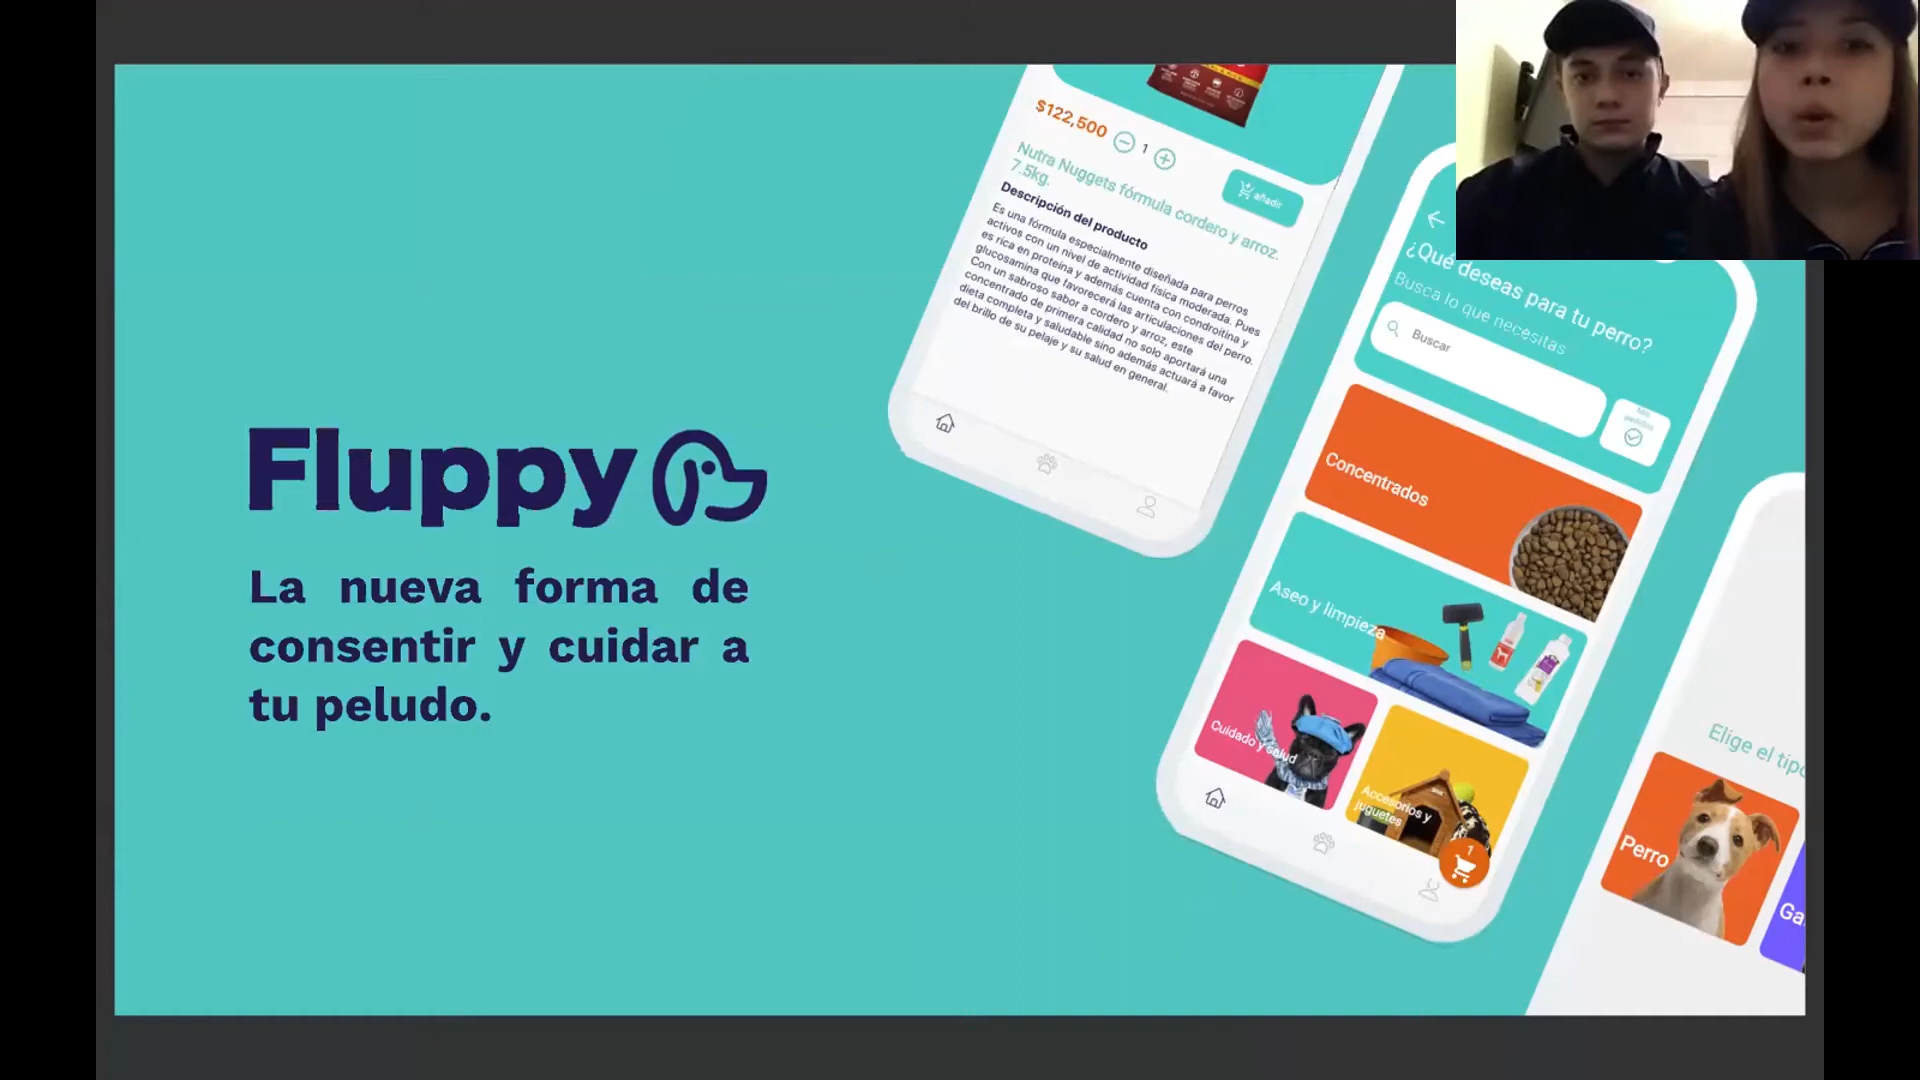 Fluppy
La nueva forma de
consentir y cuidar a
tu peludo.
$122,500
1
añadir
Nutra Nuggets fórmula cordero y arroz.
7.5kg.
Descripción del producto
Es una fórmula especialmente diseñada para perros
activos con un nivel de actividad física moderada. Pues
es rica en proteína y además cuenta con condroitina y
glucosamina que favorecerá las articulaciones del perro.
Con un sabroso sabor a cordero y arroz, este
concentrado de primera calidad no solo aportará una
dieta completa y saludable sino además actuará a favor
del brillo de su pelaje y su salud en general.
¿Qué deseas para tu perro?
Busca lo que necesitas
Buscar
Mis
pedidos
Concentrados
Aseo y limpieza
Cuidado y salud
Accesorios y
juguetes
1
Elige el tipo
Perro
Ga